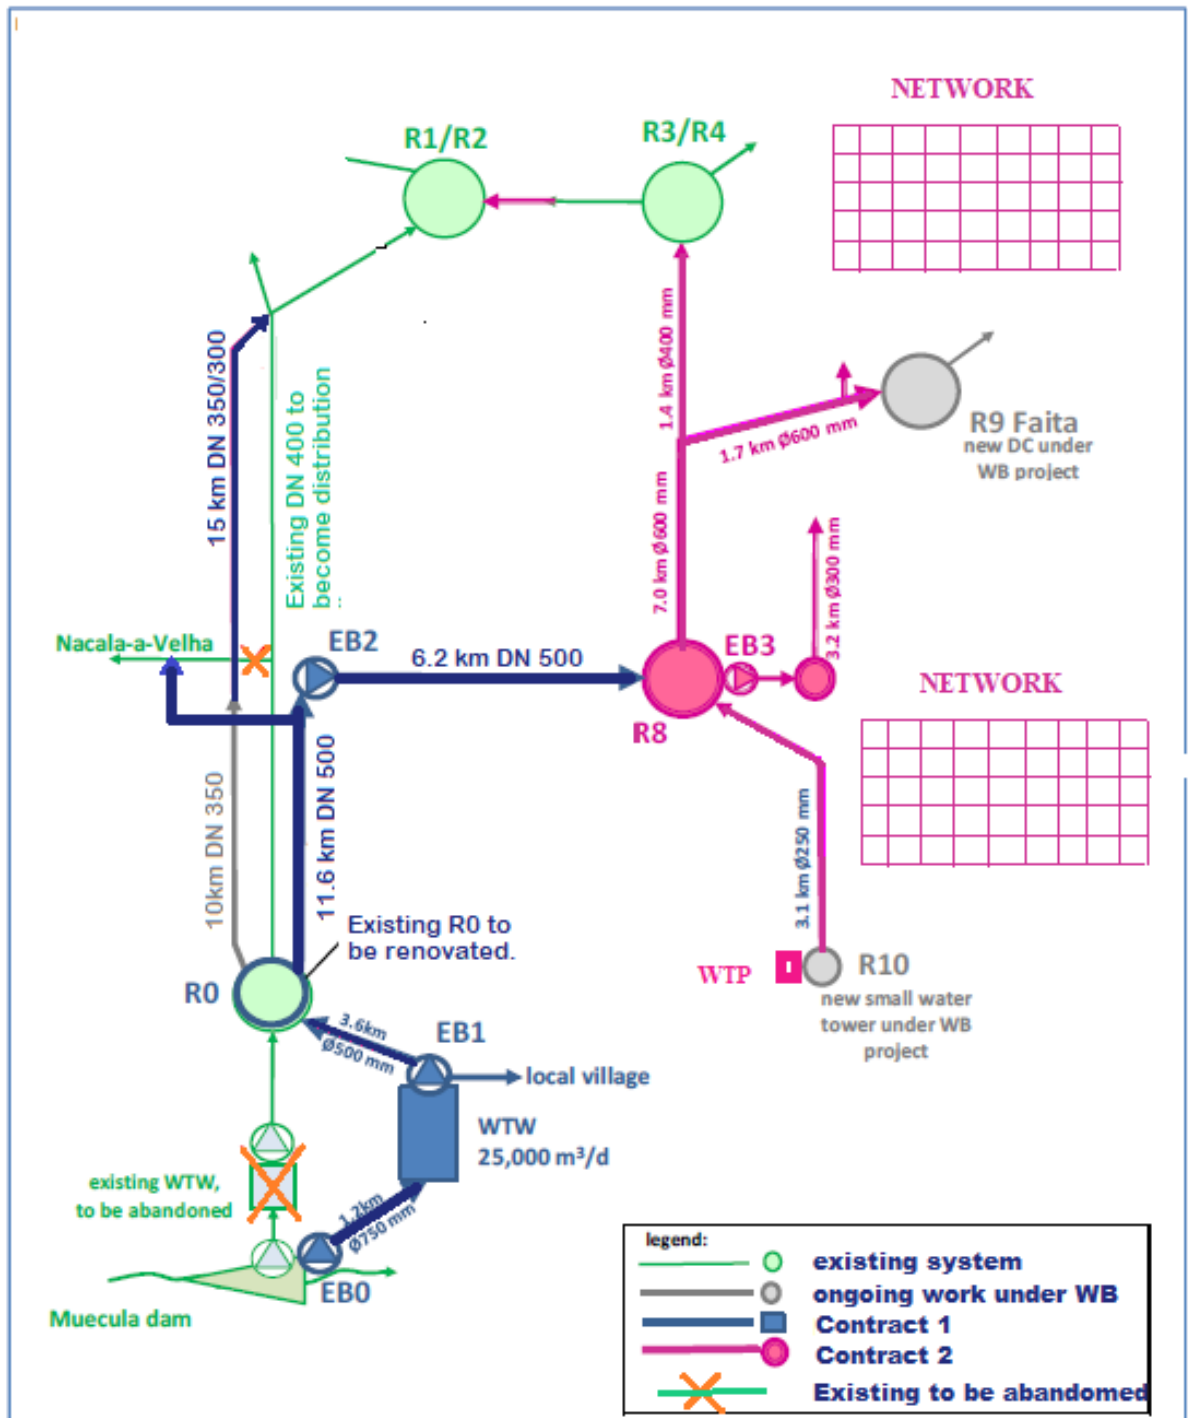 NETWORK
R1/R2
R3/R4
15 km DN 350/300
Existing DN 400 to
become distribution
1.4 km Ø400 mm
1.7 km Ø600 mm
R9 Faita
new DC under
WB project
7.0 km Ø600 mm
3.2 km Ø300 mm
Nacala-a-Velha
EB2
6.2 km DN 500
EB3
R8
NETWORK
10km DN 350
11.6 km DN 500
3.1 km Ø250 mm
Existing R0 to
be renovated.
R0
WTP
R10
new small water
tower under WB
project
3.6km
Ø500 mm
EB1
local village
WTW
25,000 m³/d
existing WTW,
to be abandoned
1.2km
Ø750 mm
EB0
Muecula dam
legend:
existing system
ongoing work under WB
Contract 1
Contract 2
Existing to be abandomed